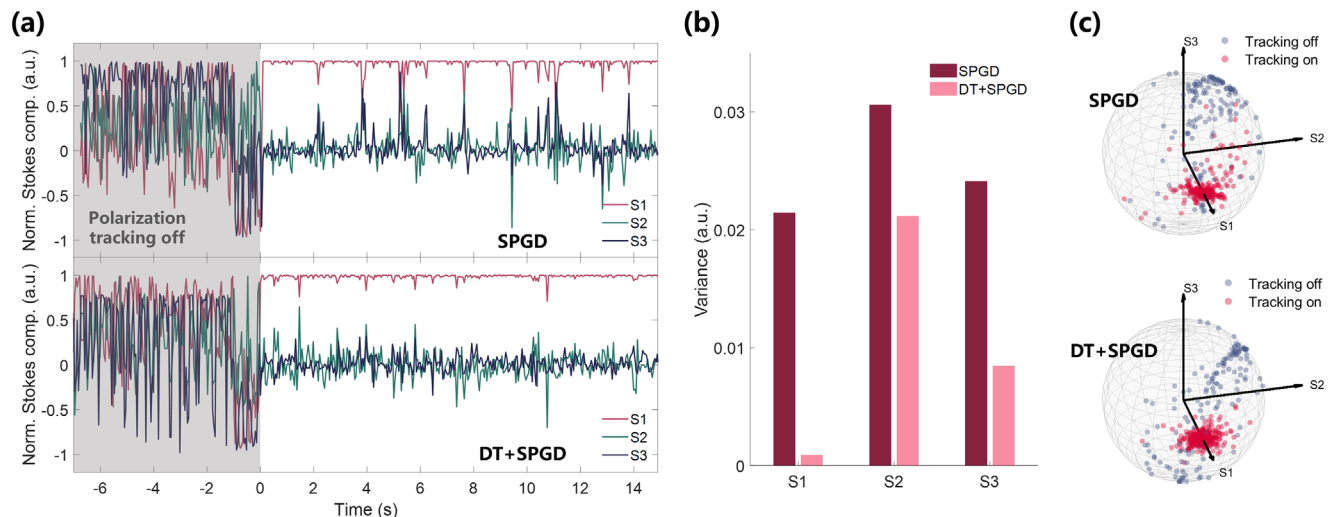 (a)
Norm. Stokes comp. (a.u.)
1
0.5
0
-0.5
-1
Polarization
tracking off
SPGD
S1
S2
S3
Norm. Stokes comp. (a.u.)
1
0.5
0
-0.5
-1
DT+SPGD
S1
S2
S3
-6
-4
-2
0
2
4
6
8
10
12
14
Time (s)
(b)
SPGD
DT+SPGD
Variance (a.u.)
0.03
0.02
0.01
0
S1
S2
S3
(c)
Tracking off
Tracking on
SPGD
S3
S2
S1
Tracking off
Tracking on
DT+SPGD
S3
S2
S1